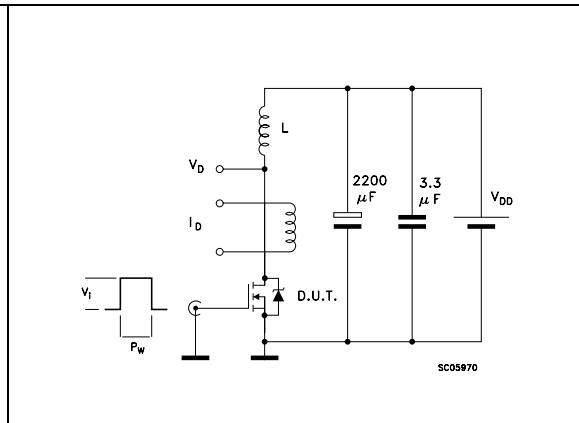 L
V_D
2200
μF
3.3
μF
V_DD
I_D
V_i
D.U.T.
P_W
SC05970